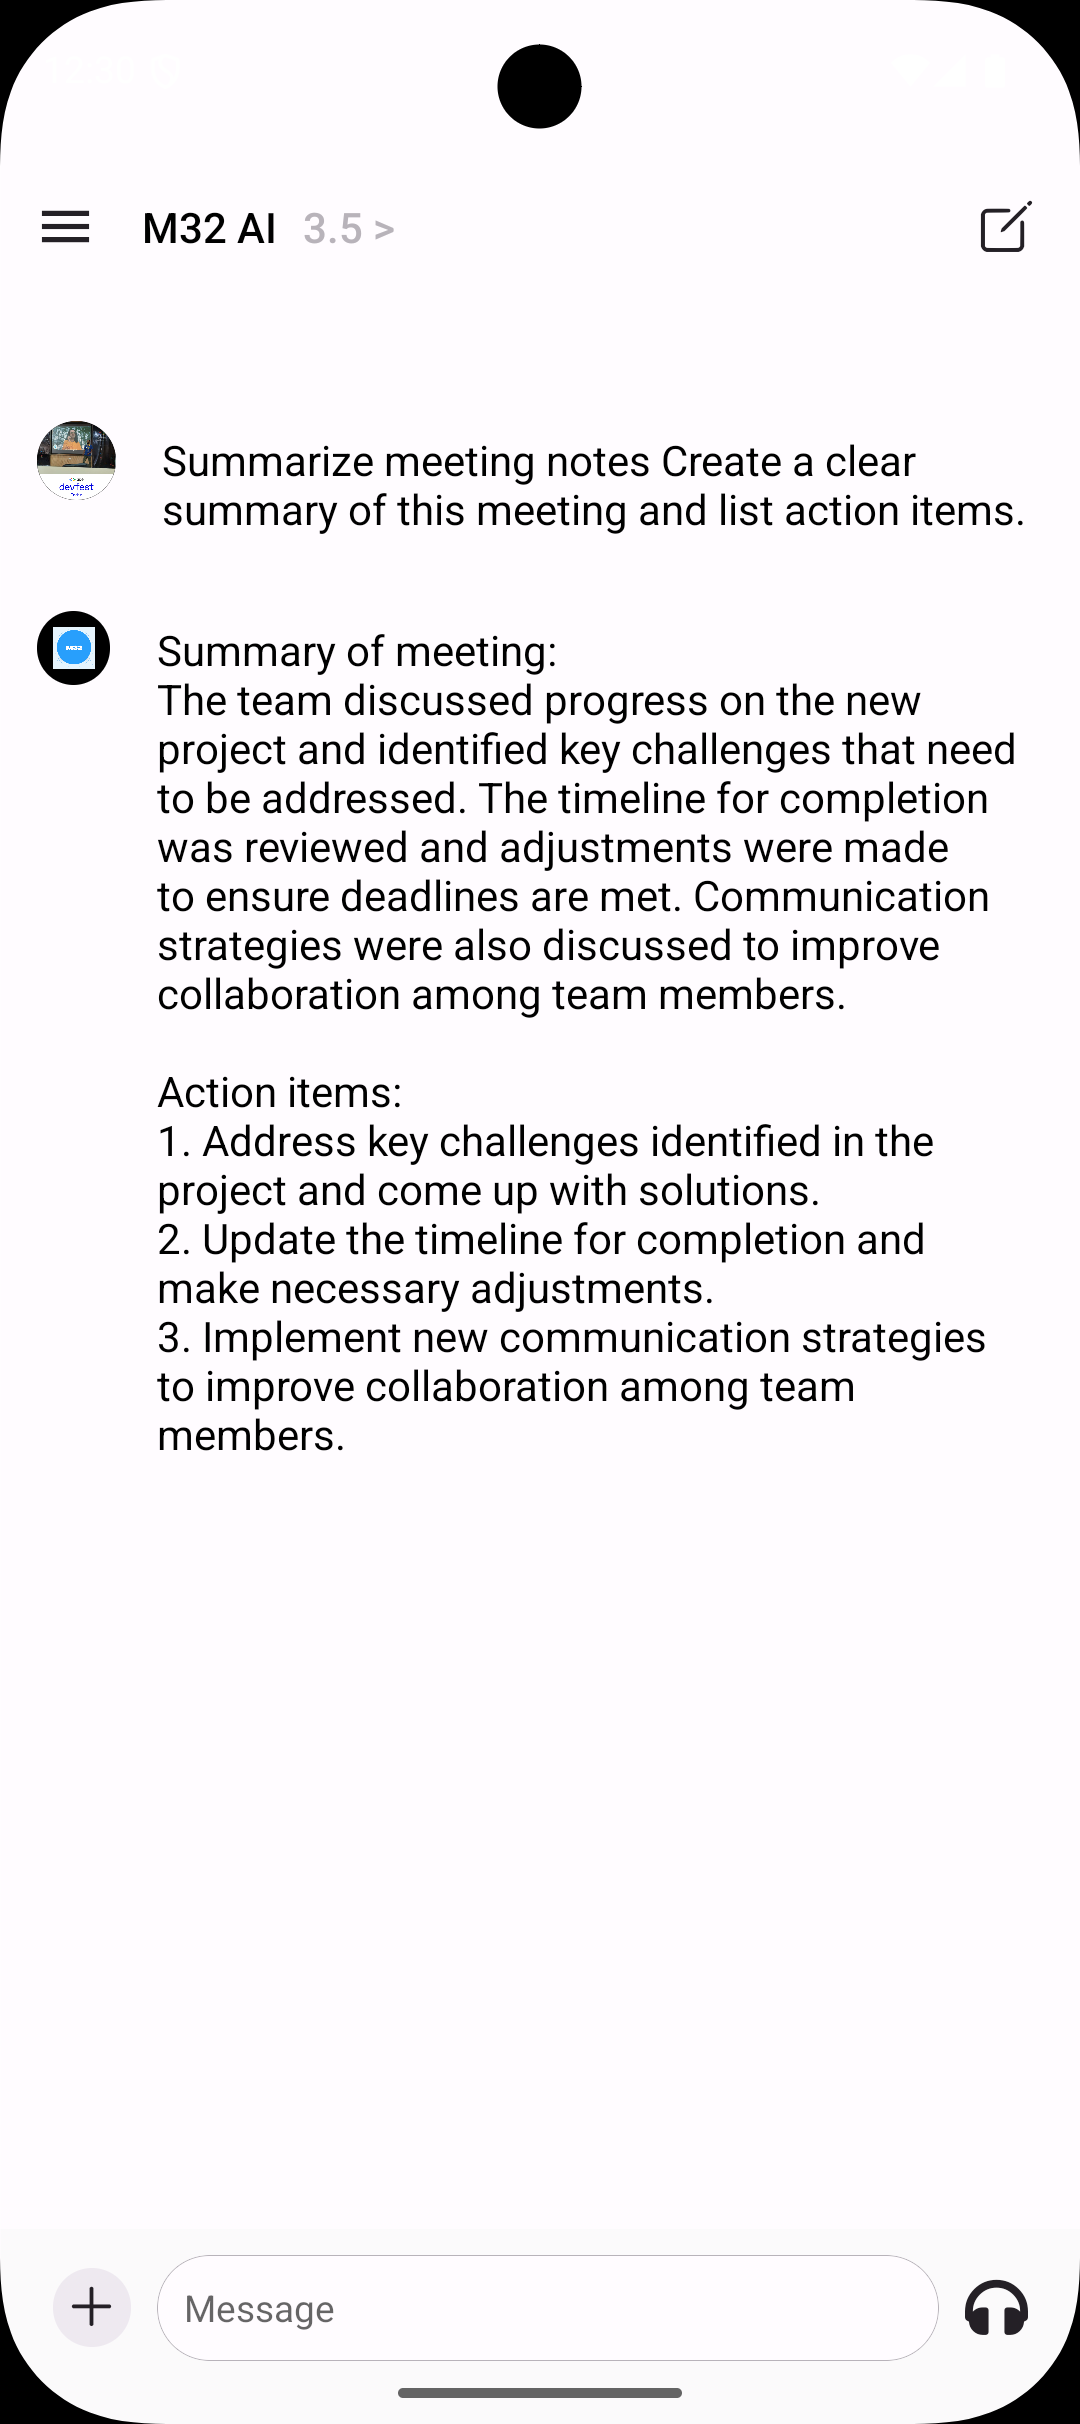 M32 AI 3.5 >
Summarize meeting notes Create a clear
summary of this meeting and list action items.
devfest
Summary of meeting:
The team discussed progress on the new
project and identified key challenges that need
to be addressed. The timeline for completion
was reviewed and adjustments were made
to ensure deadlines are met. Communication
strategies were also discussed to improve
collaboration among team members.
Action items:
1. Address key challenges identified in the
project and come up with solutions.
2. Update the timeline for completion and
make necessary adjustments.
3. Implement new communication strategies
to improve collaboration among team
members.
Message